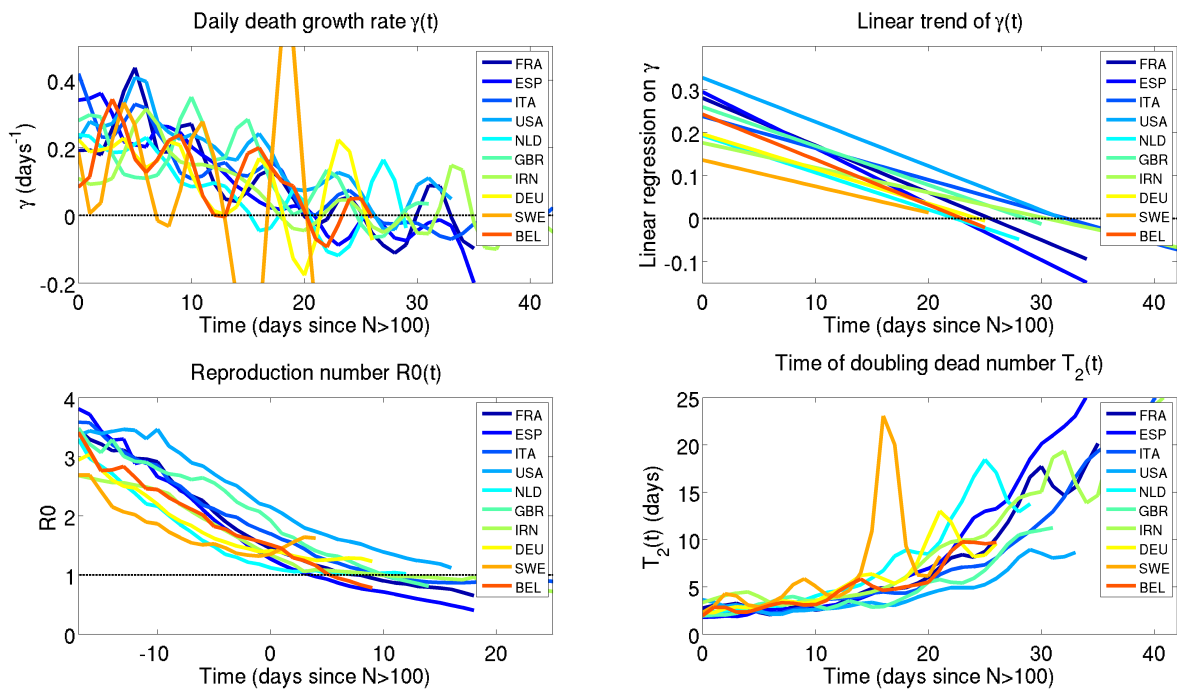 Daily death growth rate γ(t)
γ (days⁻¹)
0.4
0.2
0
-0.2
0
10
20
30
40
Time (days since N>100)
FRA
ESP
ITA
USA
NLD
GBR
IRN
DEU
SWE
BEL
Linear trend of γ(t)
Linear regression on γ
0.3
0.2
0.1
0
-0.1
0
10
20
30
40
Time (days since N>100)
FRA
ESP
ITA
USA
NLD
GBR
IRN
DEU
SWE
BEL
Reproduction number R0(t)
R0
4
3
2
1
0
-10
0
10
20
Time (days since N>100)
FRA
ESP
ITA
USA
NLD
GBR
IRN
DEU
SWE
BEL
Time of doubling dead number T₂(t)
T₂(t) (days)
25
20
15
10
5
0
0
10
20
30
40
Time (days since N>100)
FRA
ESP
ITA
USA
NLD
GBR
IRN
DEU
SWE
BEL